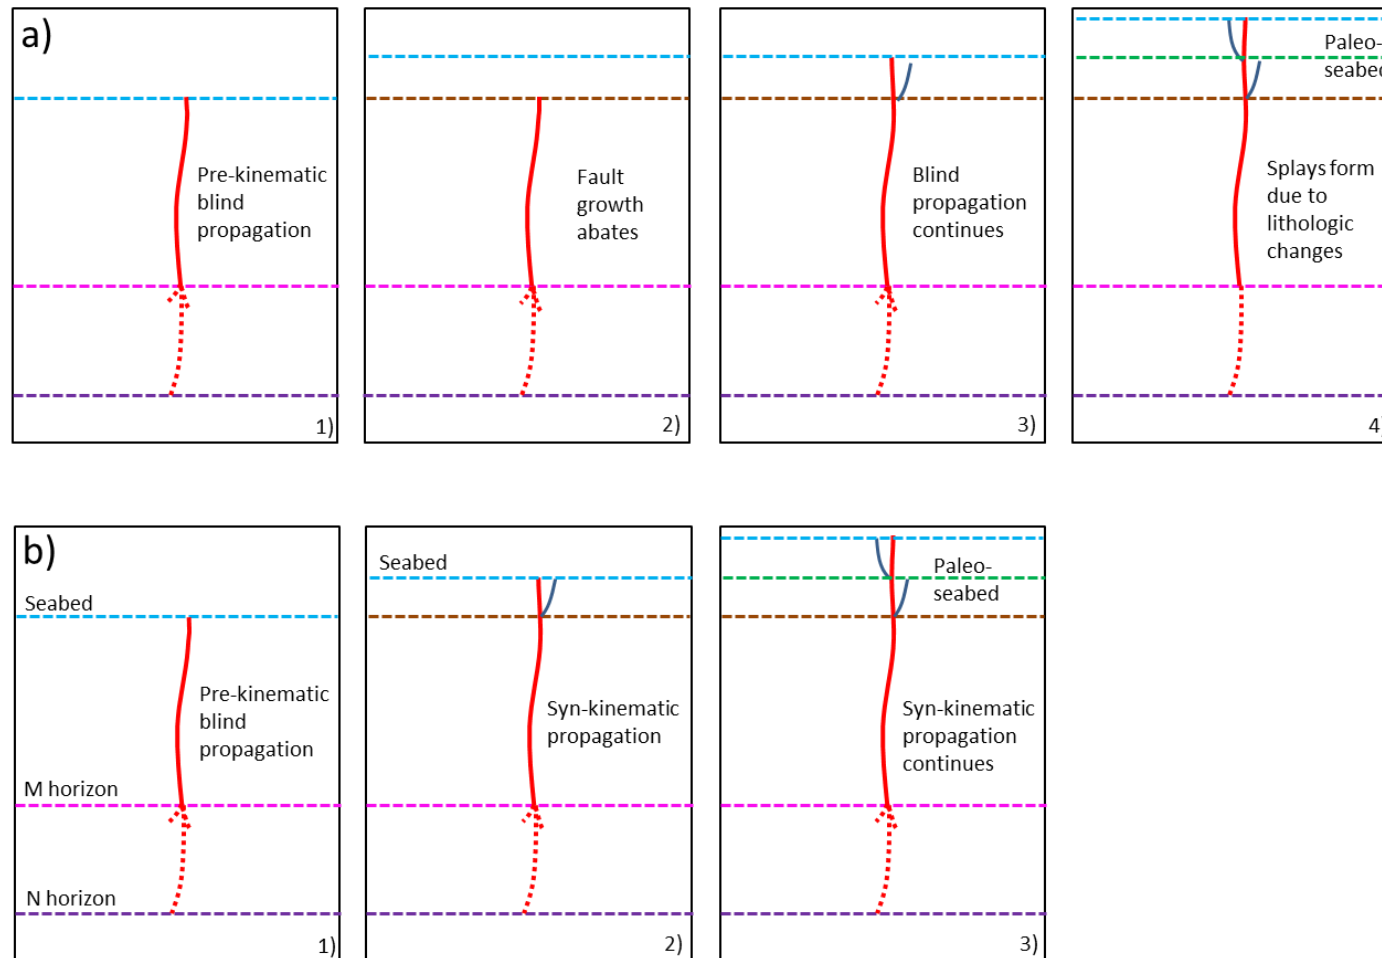 a)
Pre-kinematic
blind
propagation
1)
Fault
growth
abates
2)
Blind
propagation
continues
3)
Paleo-
seabed
Splays form
due to
lithologic
changes
4)
b)
Seabed
Pre-kinematic
blind
propagation
M horizon
N horizon
1)
Seabed
Syn-kinematic
propagation
2)
Paleo-
seabed
Syn-kinematic
propagation
continues
3)